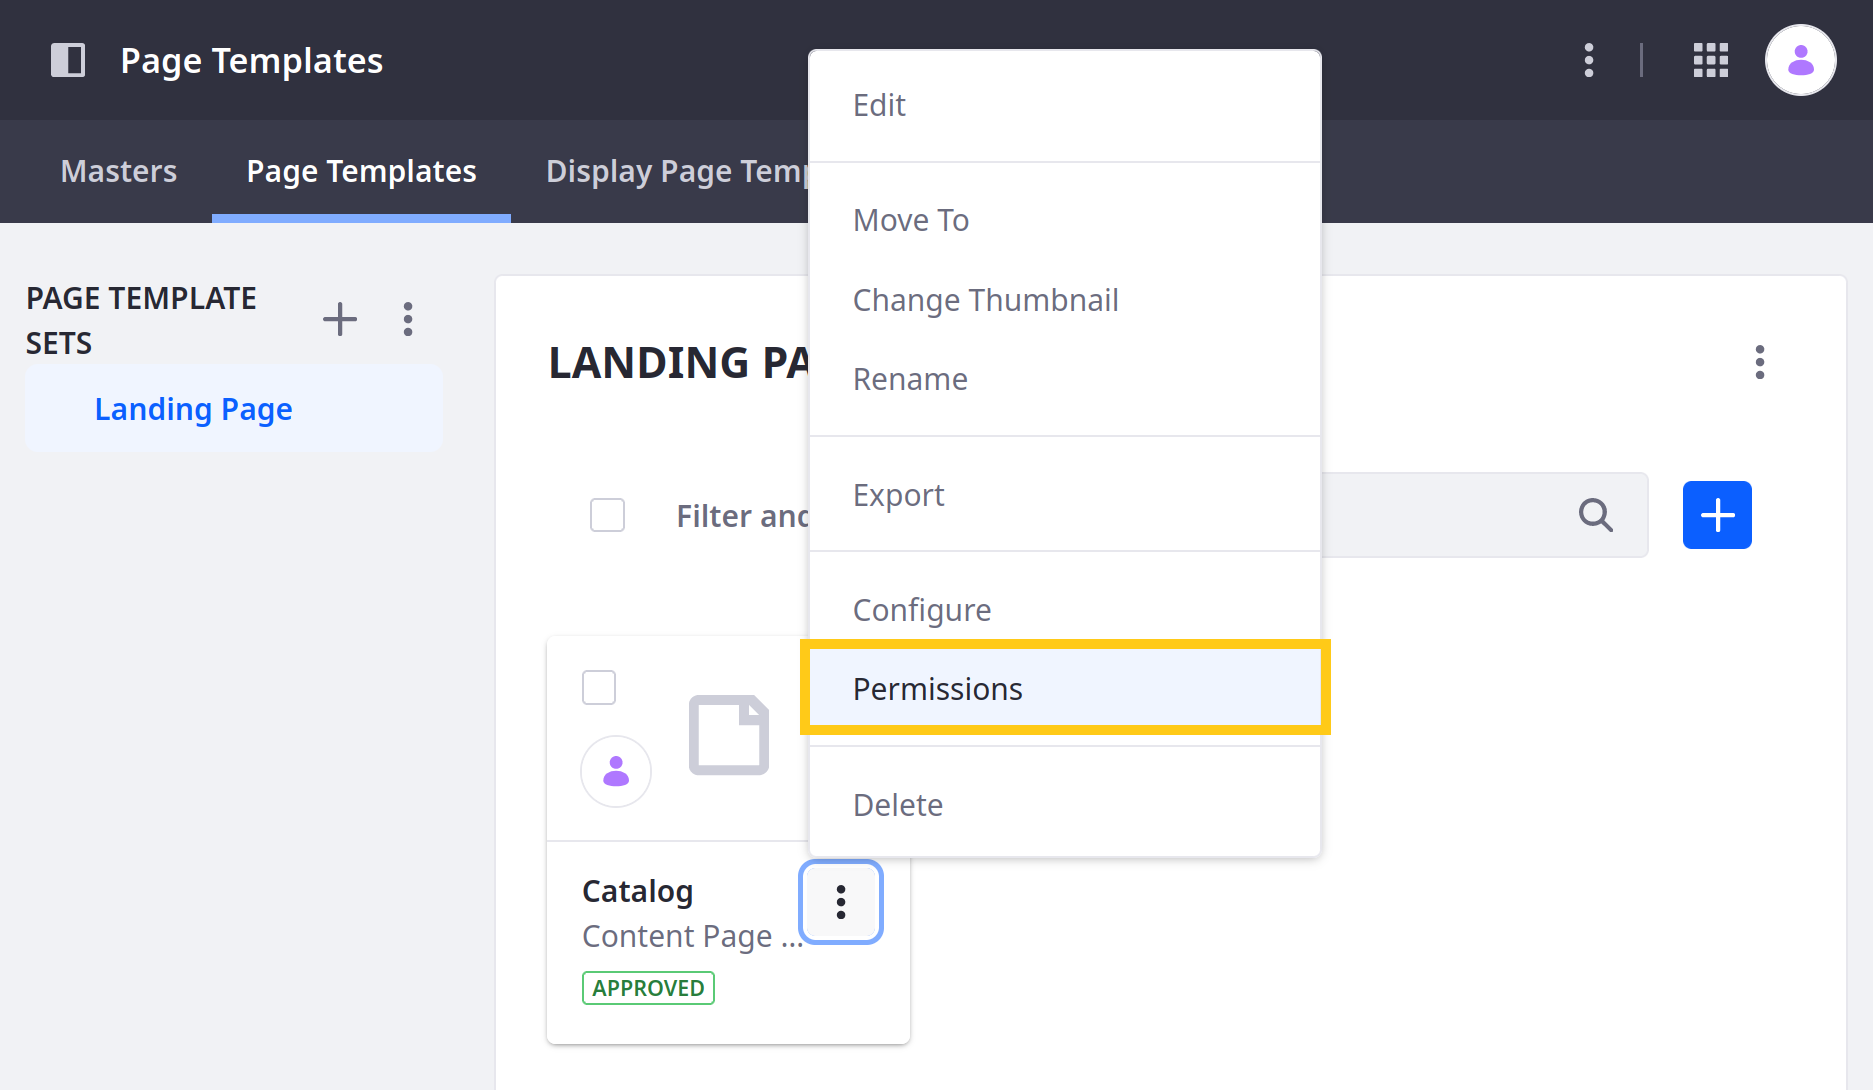 Page Templates
Masters
Page Templates
Display Page Temp
PAGE TEMPLATE
SETS
Landing Page
LANDING PA
Filter and
Edit
Move To
Change Thumbnail
Rename
Export
Configure
Permissions
Delete
Catalog
Content Page ...
APPROVED